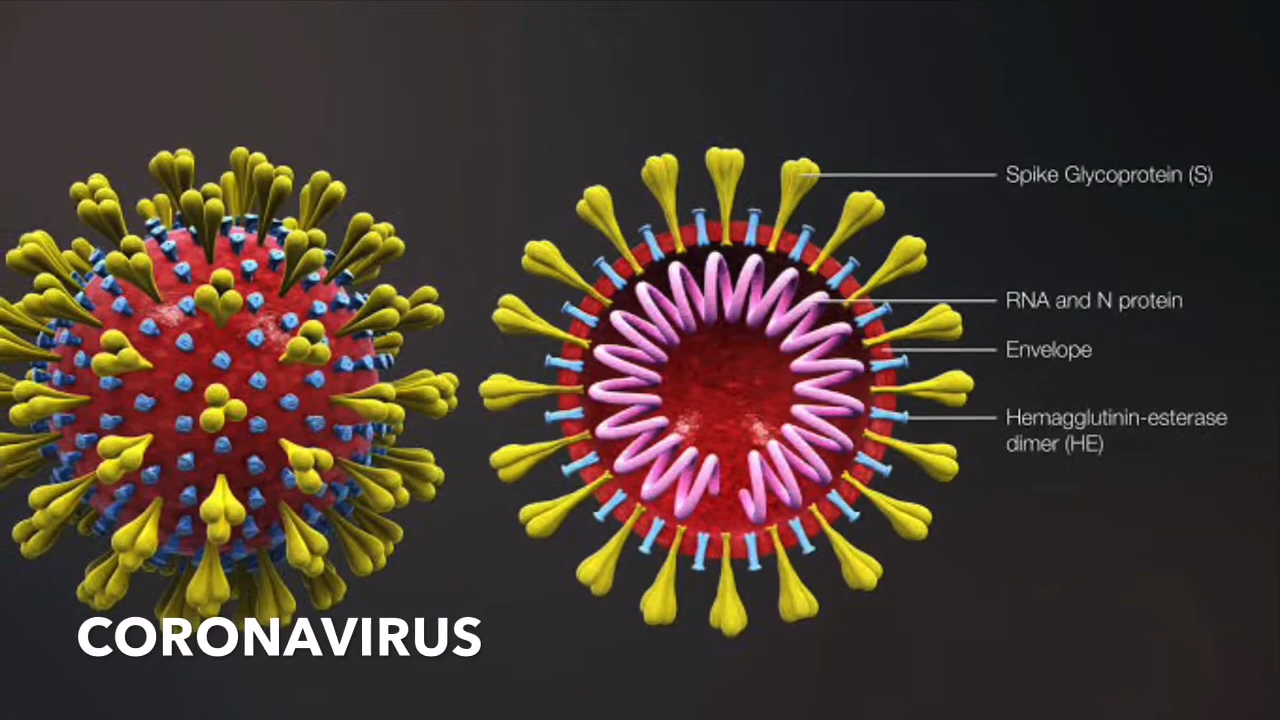 Spike Glycoprotein (S)
RNA and N protein
Envelope
Hemagglutinin-esterase
dimer (HE)
CORONAVIRUS